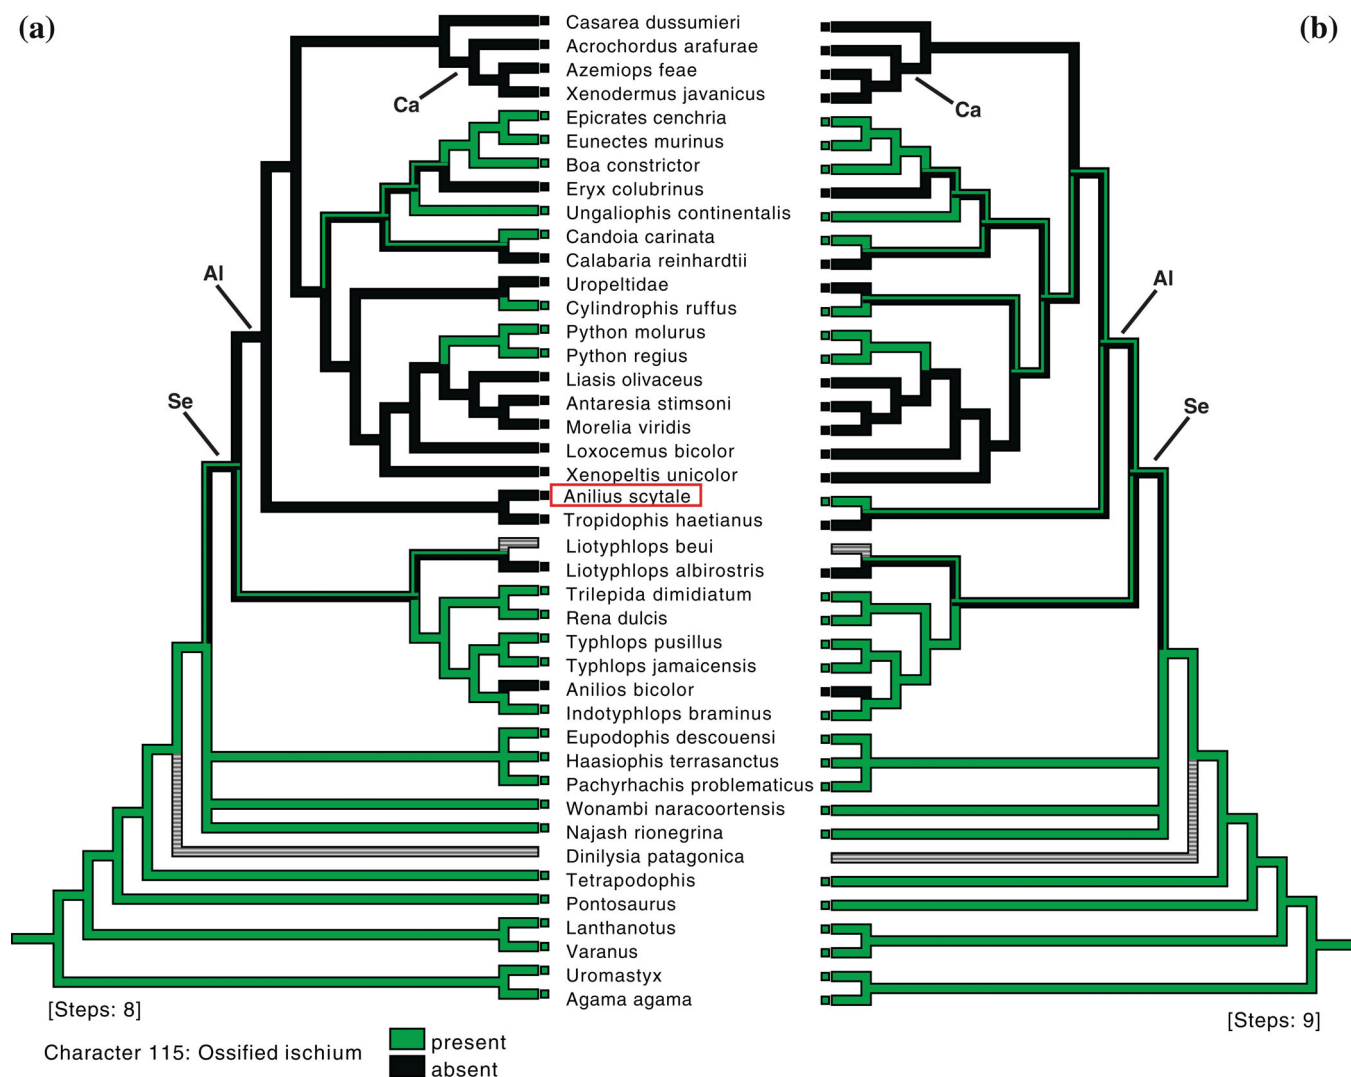 (a)
(b)
Casarea dussumieri
Acrochordus arafurae
Azemiops feae
Xenodermus javanicus
Ca
Ca
Epicrates cenchria
Eunectes murinus
Boa constrictor
Eryx colubrinus
Ungaliophis continentalis
Candoia carinata
Calabaria reinhardtii
Al
Al
Uropeltidae
Cylindrophis ruffus
Python molurus
Python regius
Liasis olivaceus
Se
Se
Antaresia stimsoni
Morelia viridis
Loxocemus bicolor
Xenopeltis unicolor
Anilius scytale
Tropidophis haetianus
Liotyphlops beui
Liotyphlops albirostris
Trilepida dimidiatum
Rena dulcis
Typhlops pusillus
Typhlops jamaicensis
Anilios bicolor
Indotyphlops braminus
Eupodophis descouensi
Haasiophis terrasanctus
Pachyrhachis problematicus
Wonambi naracoortensis
Najash rionegrina
Dinilysia patagonica
Tetrapodophis
Pontosaurus
Lanthanotus
Varanus
Uromastyx
Agama agama
[Steps: 8]
[Steps: 9]
Character 115: Ossified ischium
present
absent